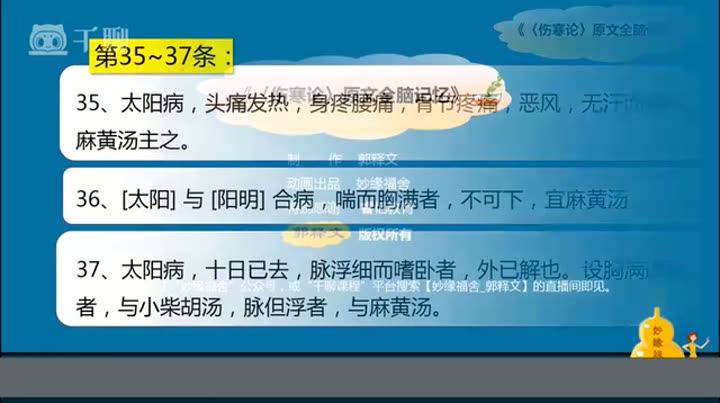 千聊
《〈伤寒论〉原文全脑
第35~37条：
《〈伤寒论〉原文全脑记忆》
35、太阳病，头痛发热，身疼腰痛，骨节疼痛，恶风，无汗而
麻黄汤主之。
制 作 郭释文
动画出品 妙缘福舍
36、[太阳] 与 [阳明] 合病，喘而胸满者，不可下，宜麻黄汤
郭释文 版权所有
37、太阳病，十日已去，脉浮细而嗜卧者，外已解也。设胸满
“妙缘福舍”公众号，或“千聊课程”平台搜索【妙缘福舍_郭释文】的直播间即见。
者，与小柴胡汤，脉但浮者，与麻黄汤。
妙缘